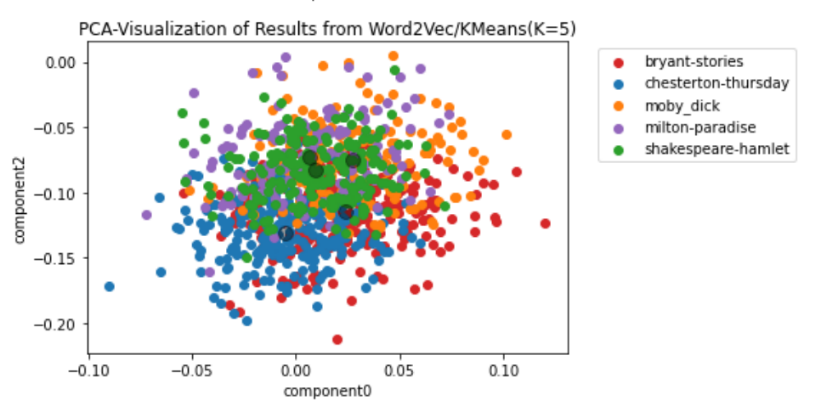 PCA-Visualization of Results from Word2Vec/KMeans(K=5)
0.00
−0.05
−0.10
−0.15
−0.20
component2
−0.10
−0.05
0.00
0.05
0.10
component0
bryant-stories
chesterton-thursday
moby_dick
milton-paradise
shakespeare-hamlet